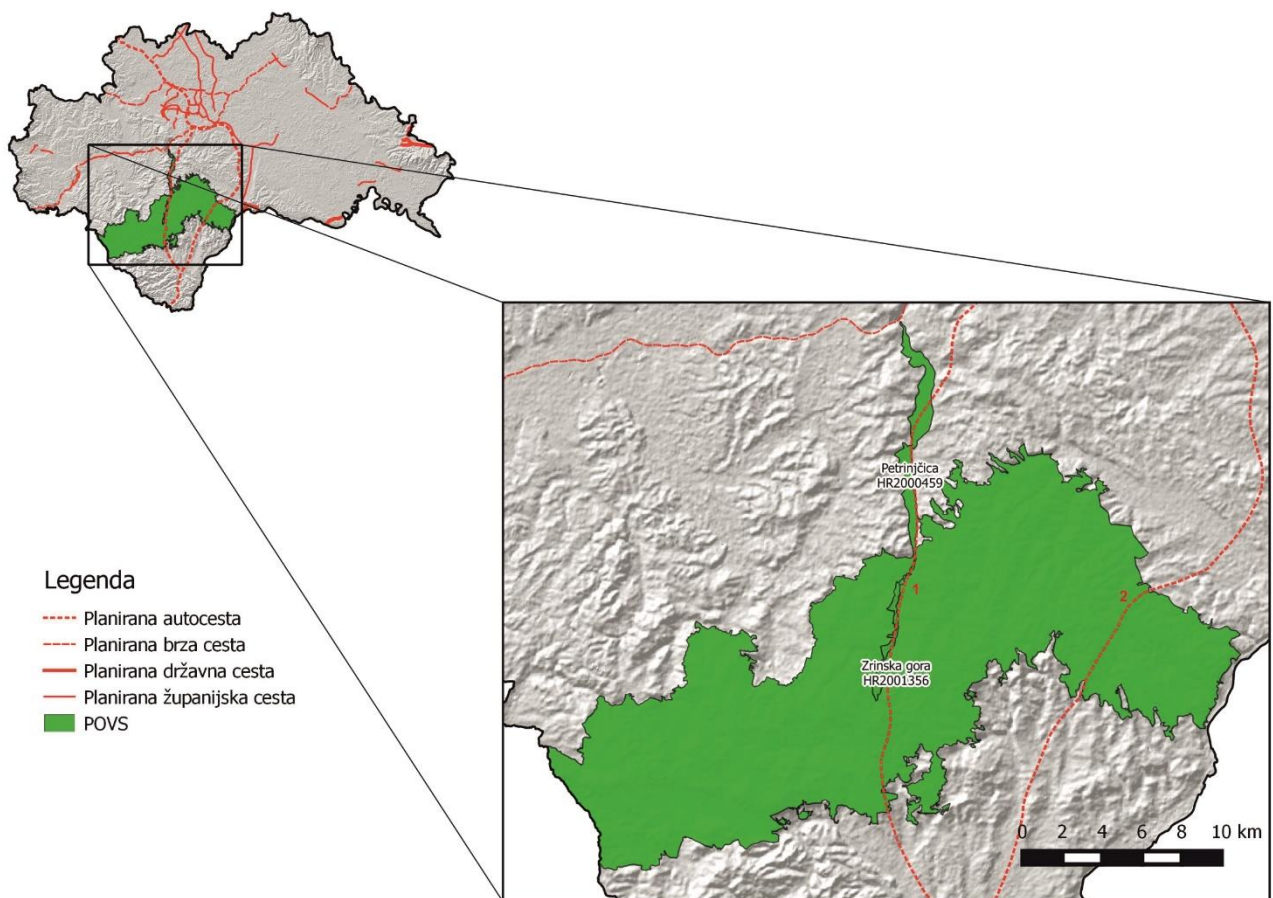 Legenda
Planirana autocesta
Planirana brza cesta
Planirana državna cesta
Planirana županijska cesta
POVS
Petrinjčica
HR2000459
1
2
Zrinska gora
HR2001356
0 2 4 6 8 10 km